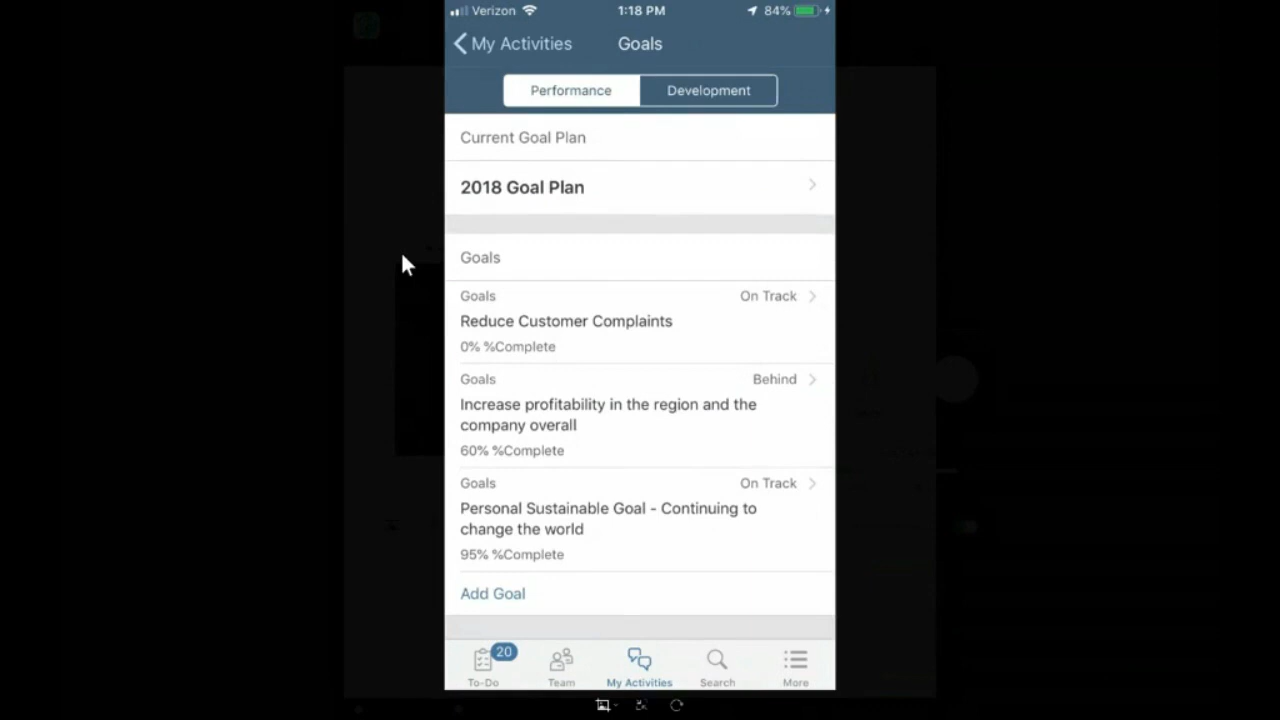 Verizon 1:18 PM 84%
My Activities Goals
Performance Development
Current Goal Plan
2018 Goal Plan
Goals
Goals On Track
Reduce Customer Complaints
0% %Complete
Goals Behind
Increase profitability in the region and the
company overall
60% %Complete
Goals On Track
Personal Sustainable Goal - Continuing to
change the world
95% %Complete
Add Goal
20
To-Do Team My Activities Search More